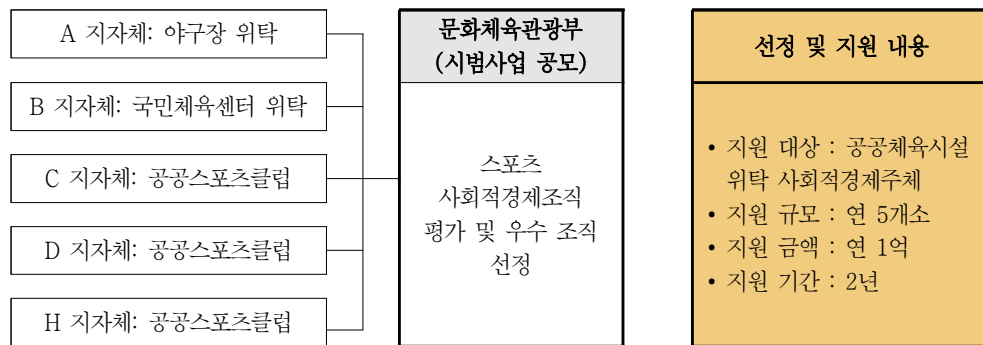 A 지자체: 야구장 위탁
B 지자체: 국민체육센터 위탁
C 지자체: 공공스포츠클럽
D 지자체: 공공스포츠클럽
H 지자체: 공공스포츠클럽
문화체육관광부
(시범사업 공모)
스포츠
사회적경제조직
평가 및 우수 조직
선정
선정 및 지원 내용
• 지원 대상 : 공공체육시설
위탁 사회적경제주체
• 지원 규모 : 연 5개소
• 지원 금액 : 연 1억
• 지원 기간 : 2년